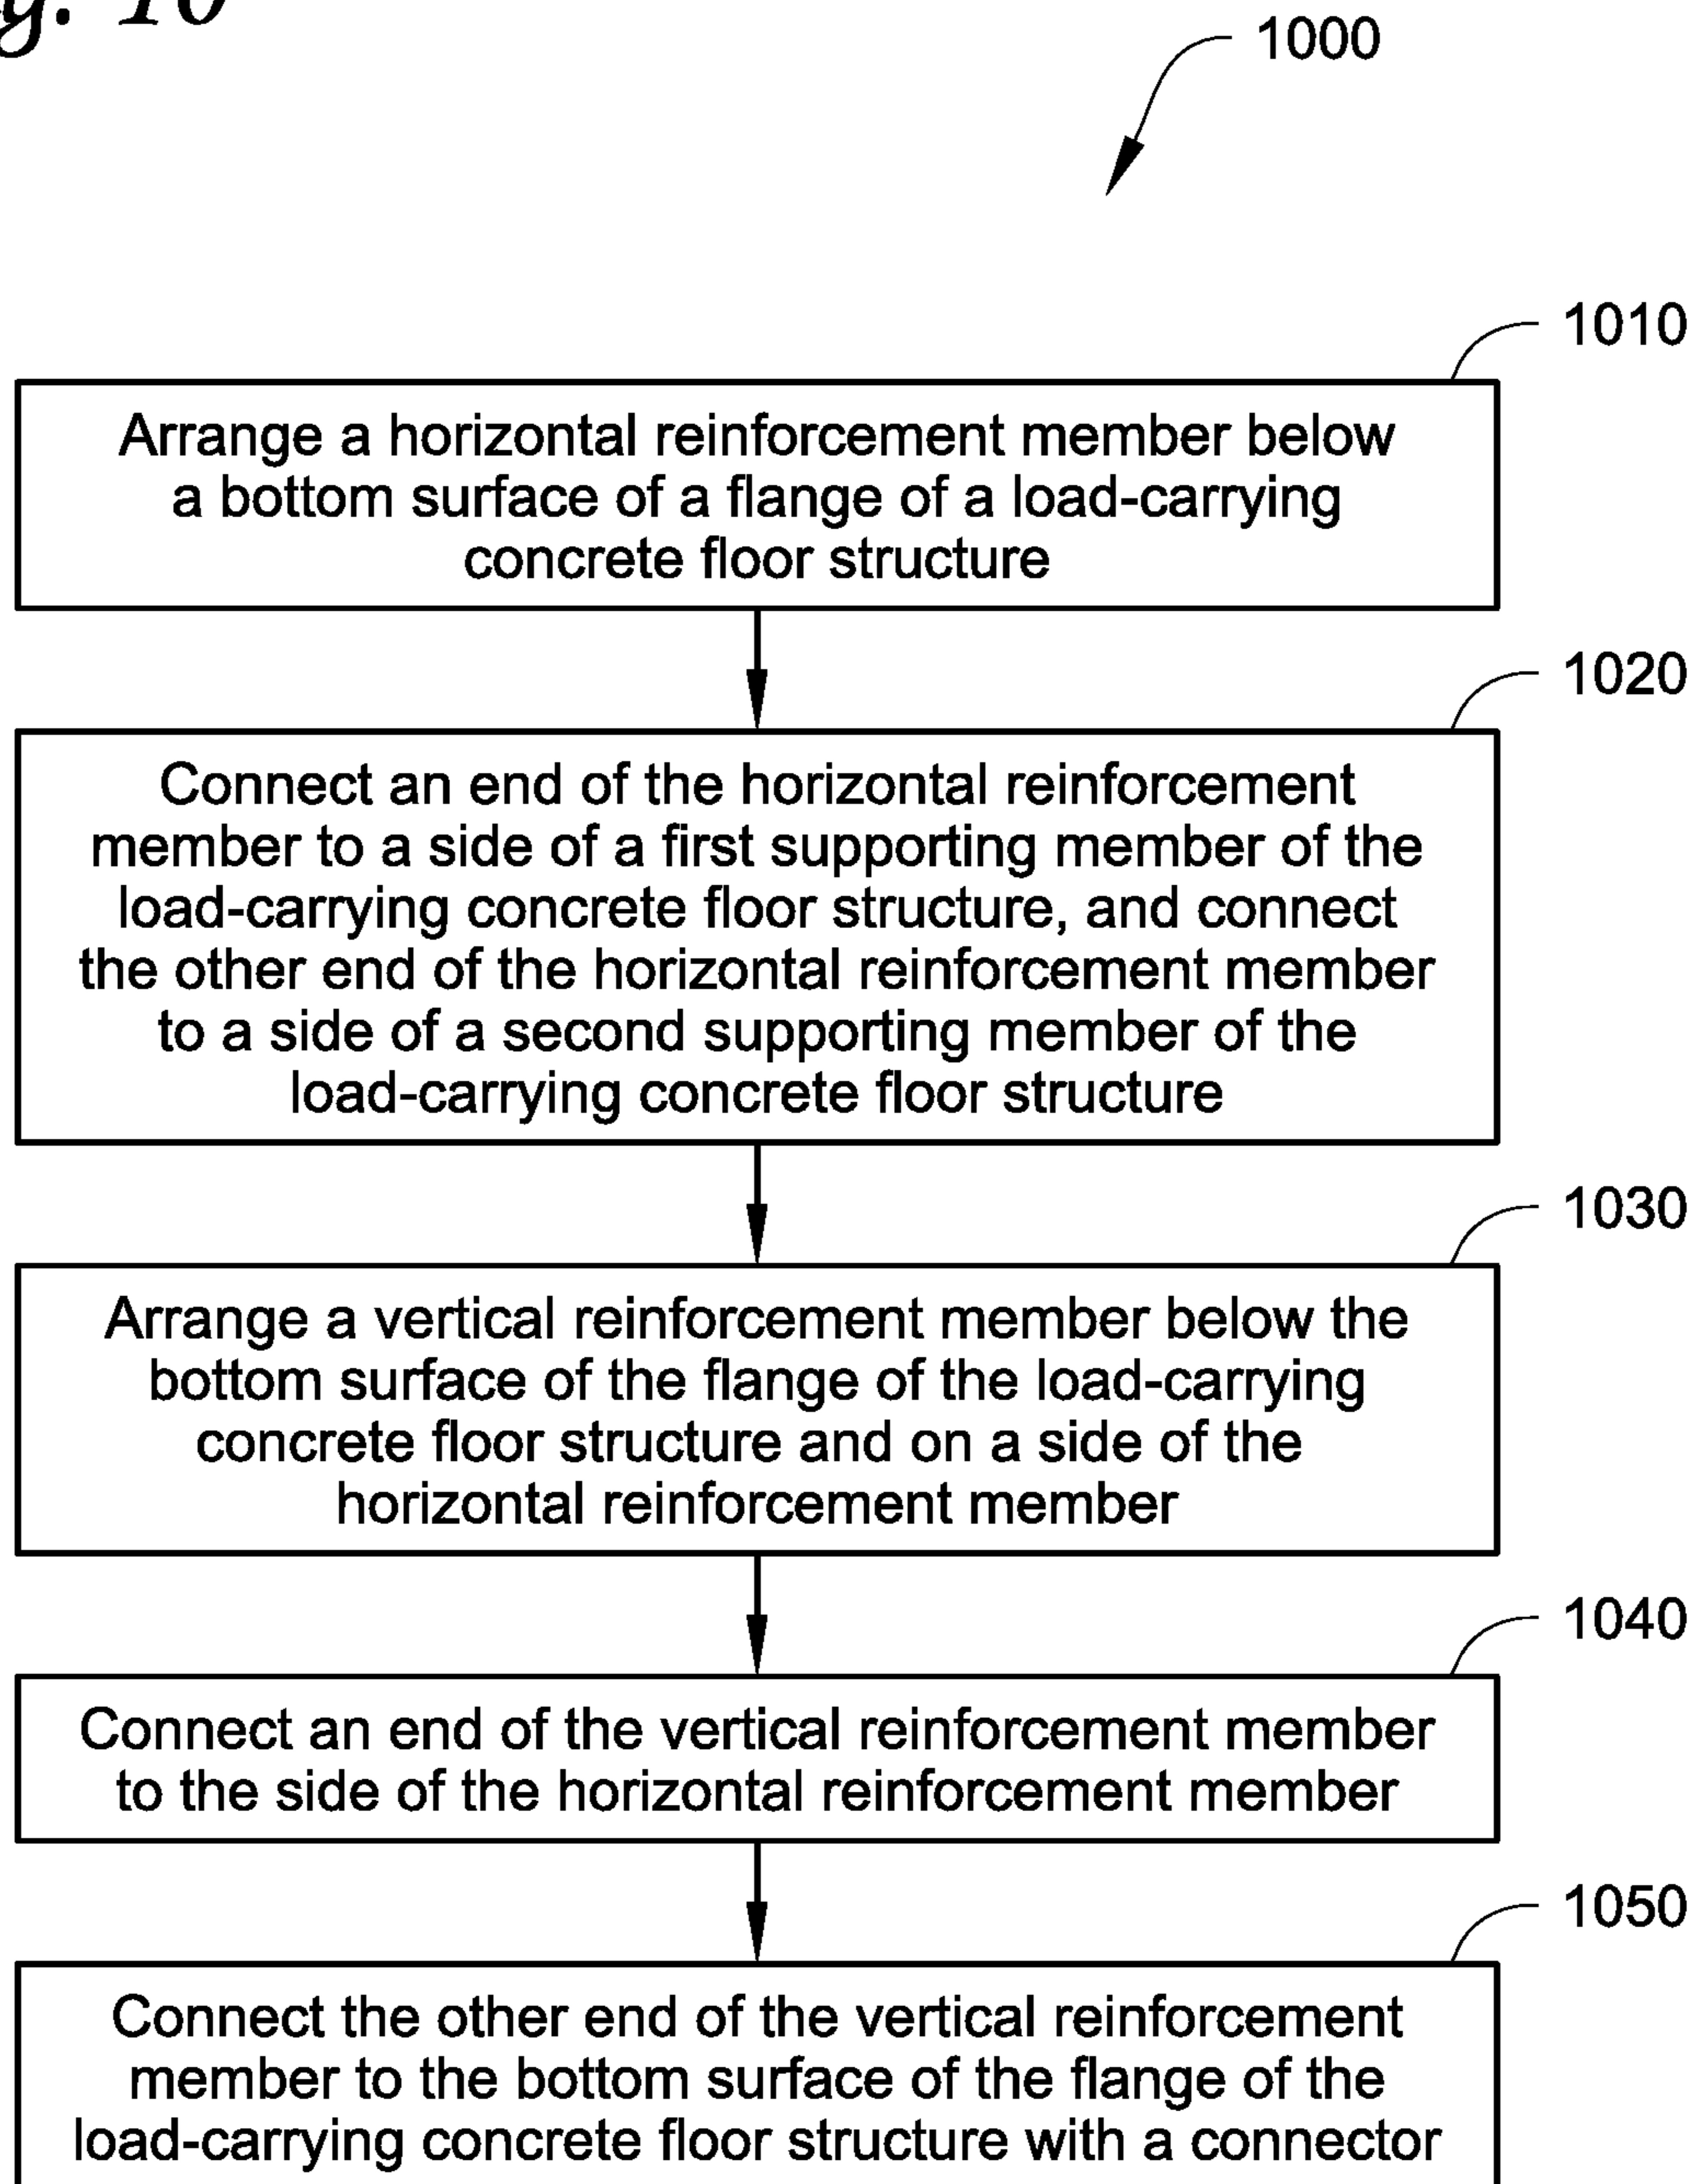 10
1000
1010
Arrange a horizontal reinforcement member below
a bottom surface of a flange of a load-carrying
concrete floor structure
1020
Connect an end of the horizontal reinforcement
member to a side of a first supporting member of the
load-carrying concrete floor structure, and connect
the other end of the horizontal reinforcement member
to a side of a second supporting member of the
load-carrying concrete floor structure
1030
Arrange a vertical reinforcement member below the
bottom surface of the flange of the load-carrying
concrete floor structure and on a side of the
horizontal reinforcement member
1040
Connect an end of the vertical reinforcement member
to the side of the horizontal reinforcement member
1050
Connect the other end of the vertical reinforcement
member to the bottom surface of the flange of the
load-carrying concrete floor structure with a connector